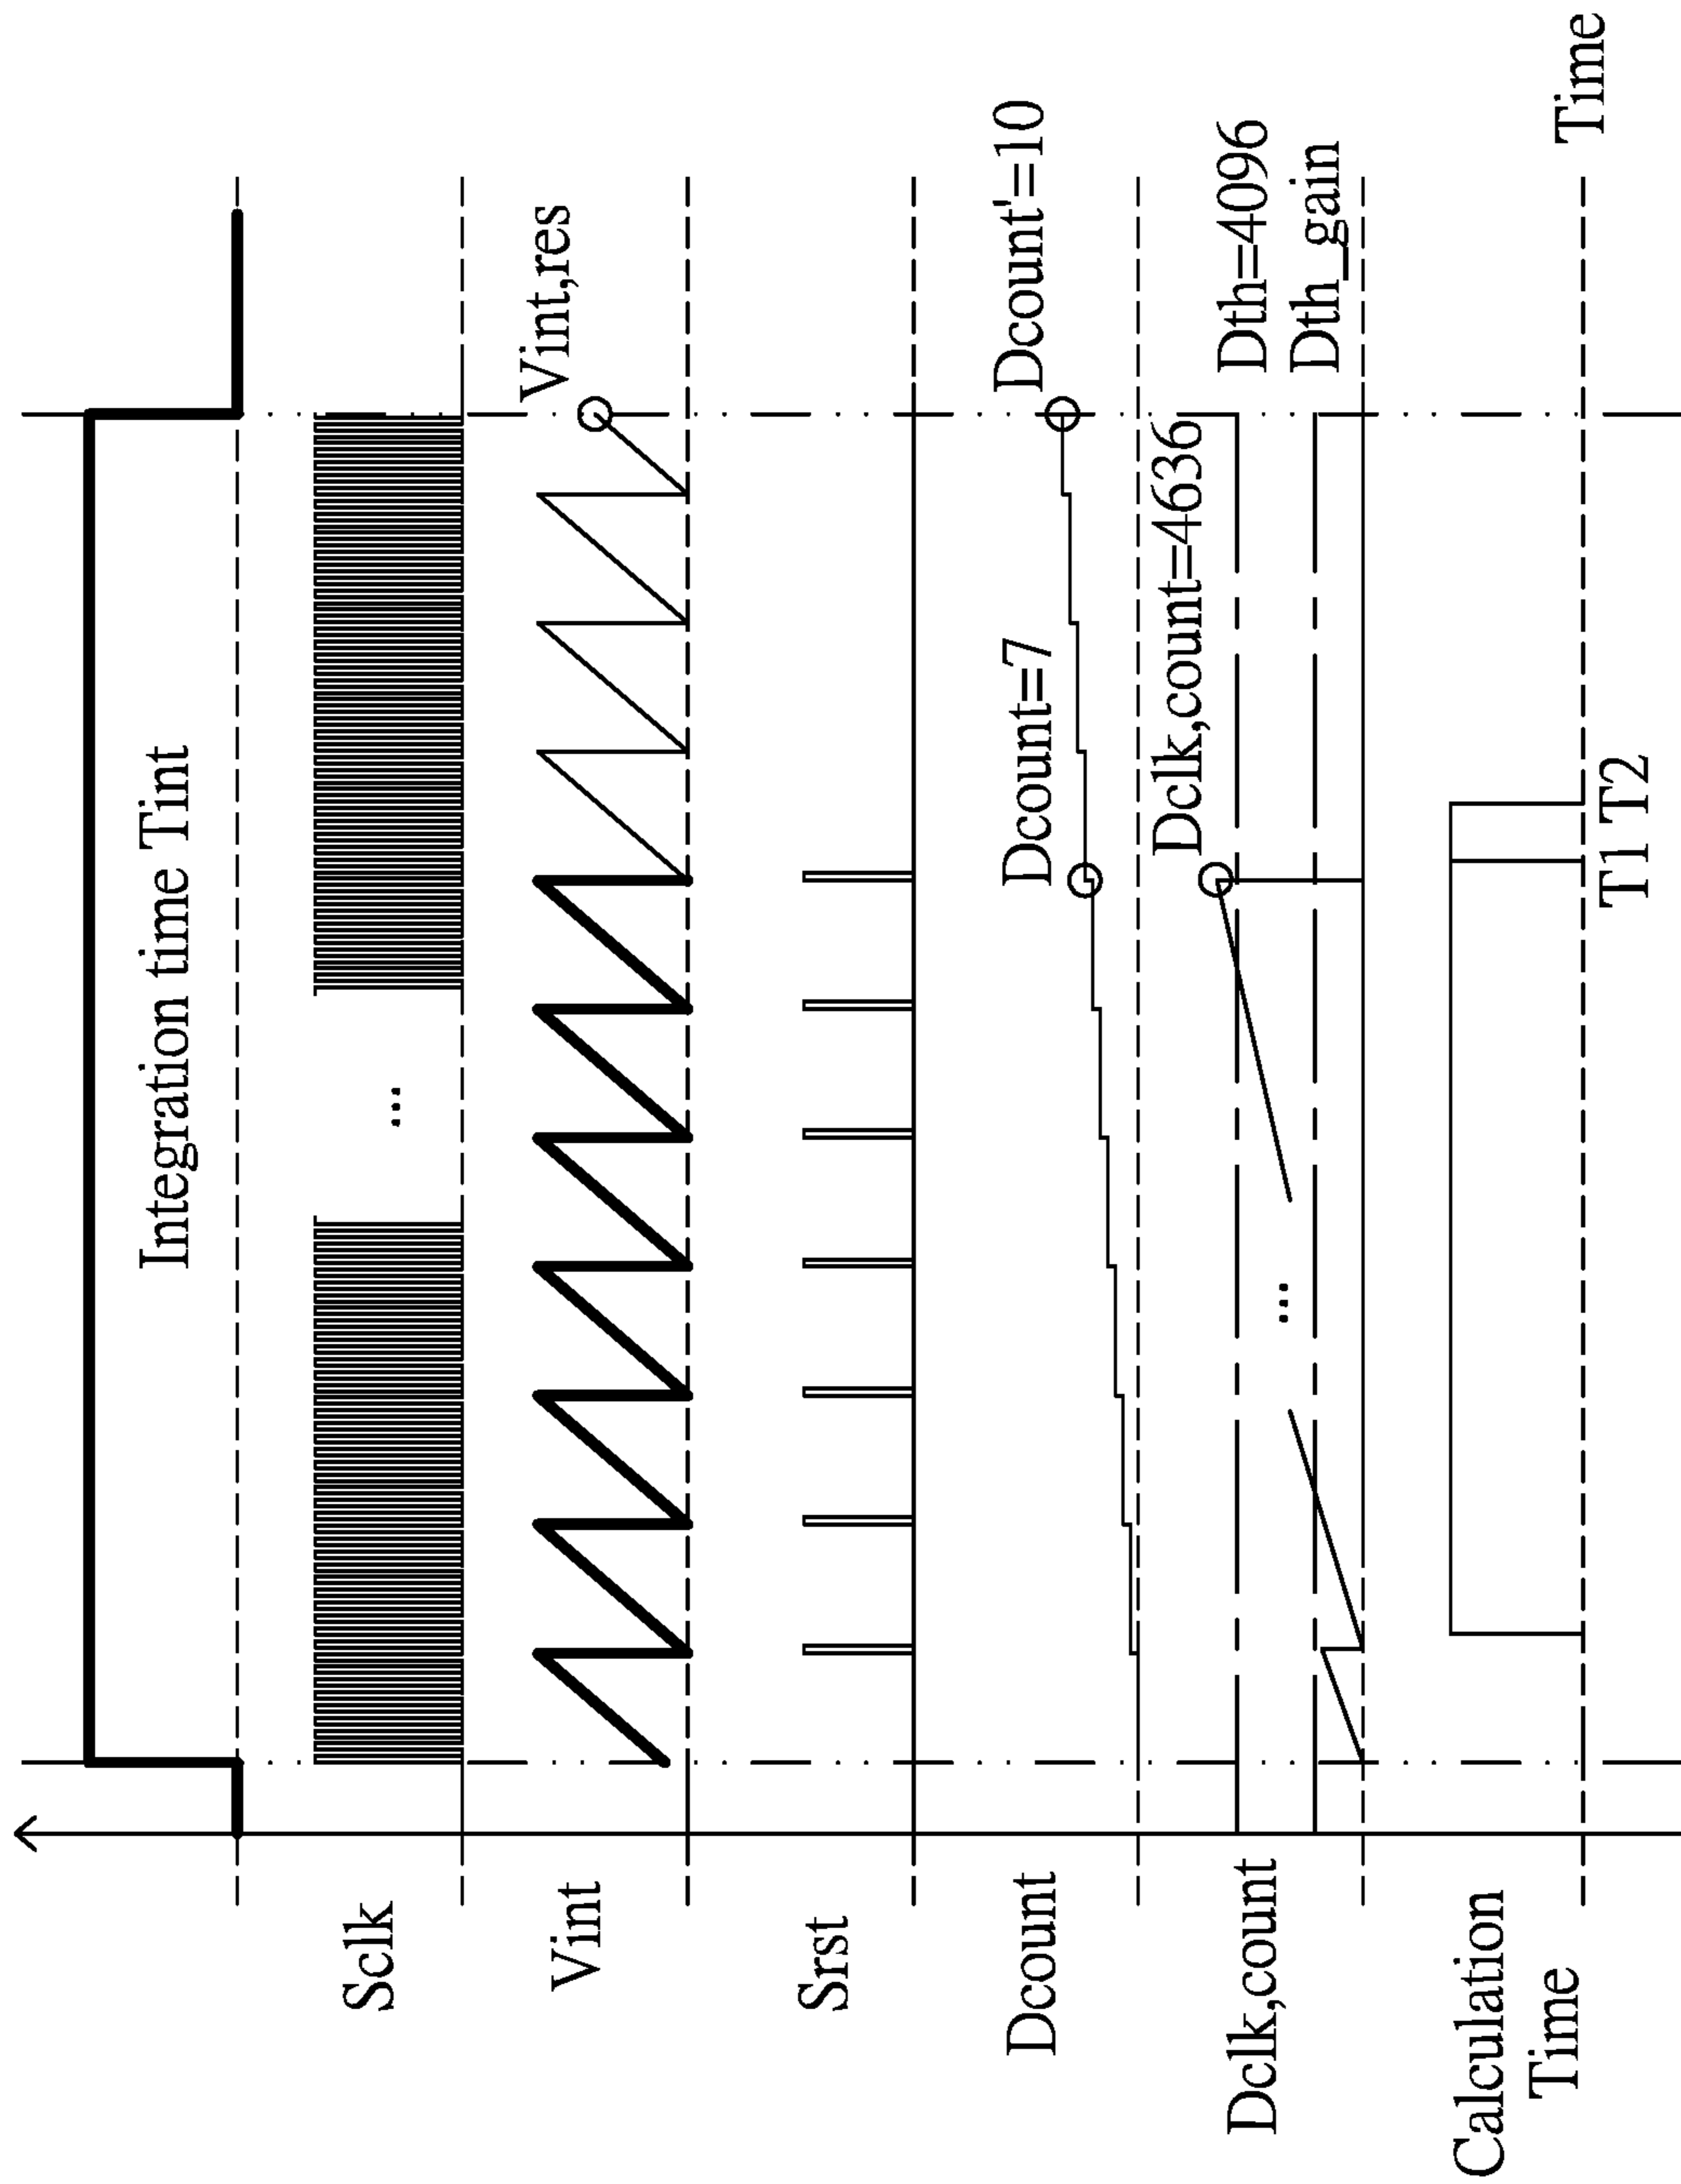 Integration time Tint
Sclk
...
Vint
Vint,res
Srst
Dcount
Dcount=7
Dcount'=10
Dclk,count
Dclk,count=4636
Dth=4096
Dth_gain
...
Calculation
Time
T1 T2
Time